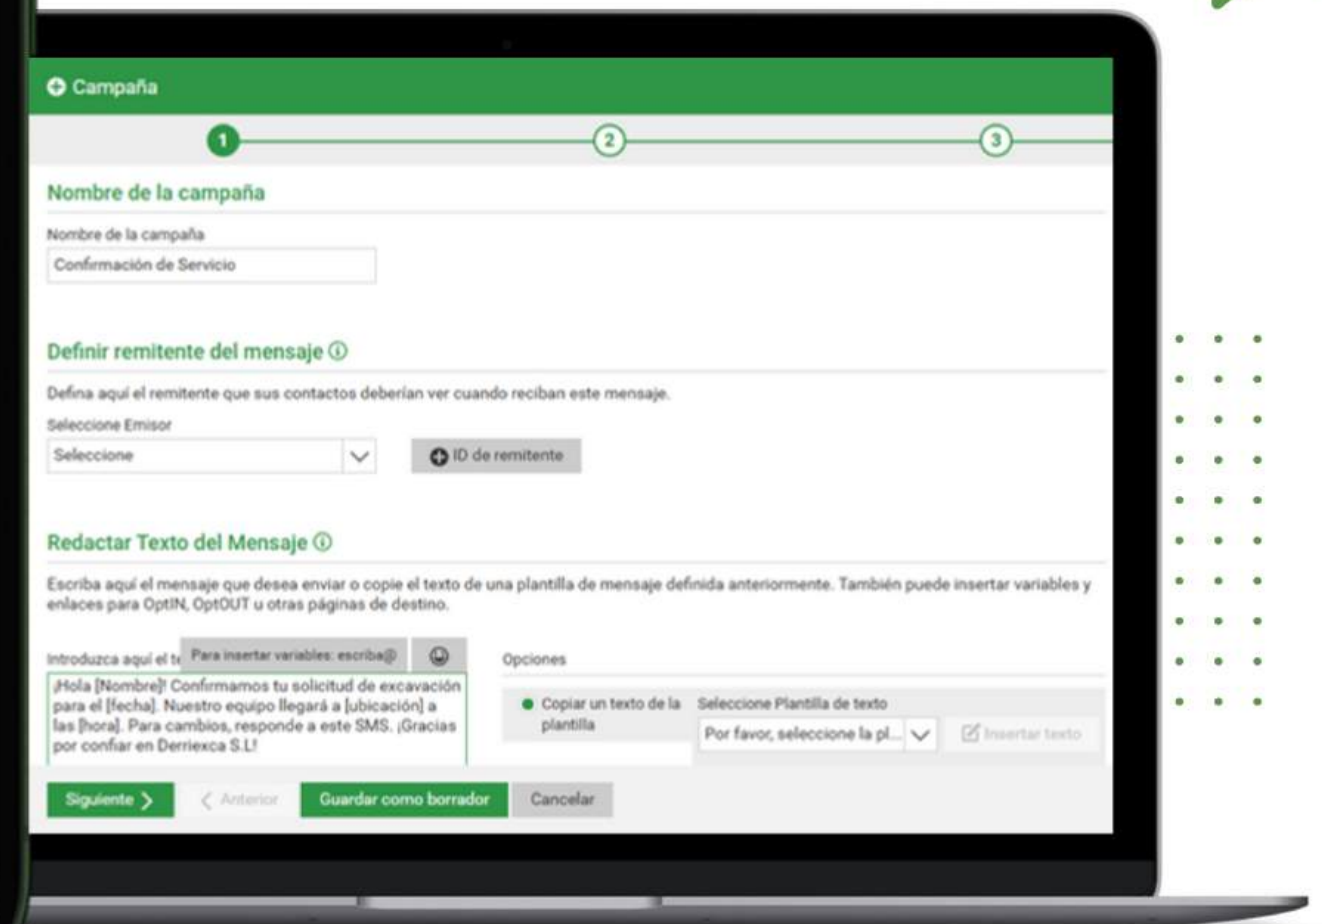 Campaña
1
2
3
Nombre de la campaña
Nombre de la campaña
Confirmación de Servicio
Definir remitente del mensaje
Defina aquí el remitente que sus contactos deberían ver cuando reciban este mensaje.
Seleccione Emisor
Seleccione
ID de remitente
Redactar Texto del Mensaje
Escriba aquí el mensaje que desea enviar o copie el texto de una plantilla de mensaje definida anteriormente. También puede insertar variables y
enlaces para OptIN, OptOUT u otras páginas de destino.
Introduzca aquí el
Para insertar variables: escriba@
¡Hola [Nombre]! Confirmamos tu solicitud de excavación
para el [fecha]. Nuestro equipo llegará a [ubicación] a
las [hora]. Para cambios, responde a este SMS. ¡Gracias
por confiar en Derriexca S.L!
Opciones
Copiar un texto de la
plantilla
Seleccione Plantilla de texto
Por favor, seleccione la pl...
Insertar texto
Siguiente
Anterior
Guardar como borrador
Cancelar